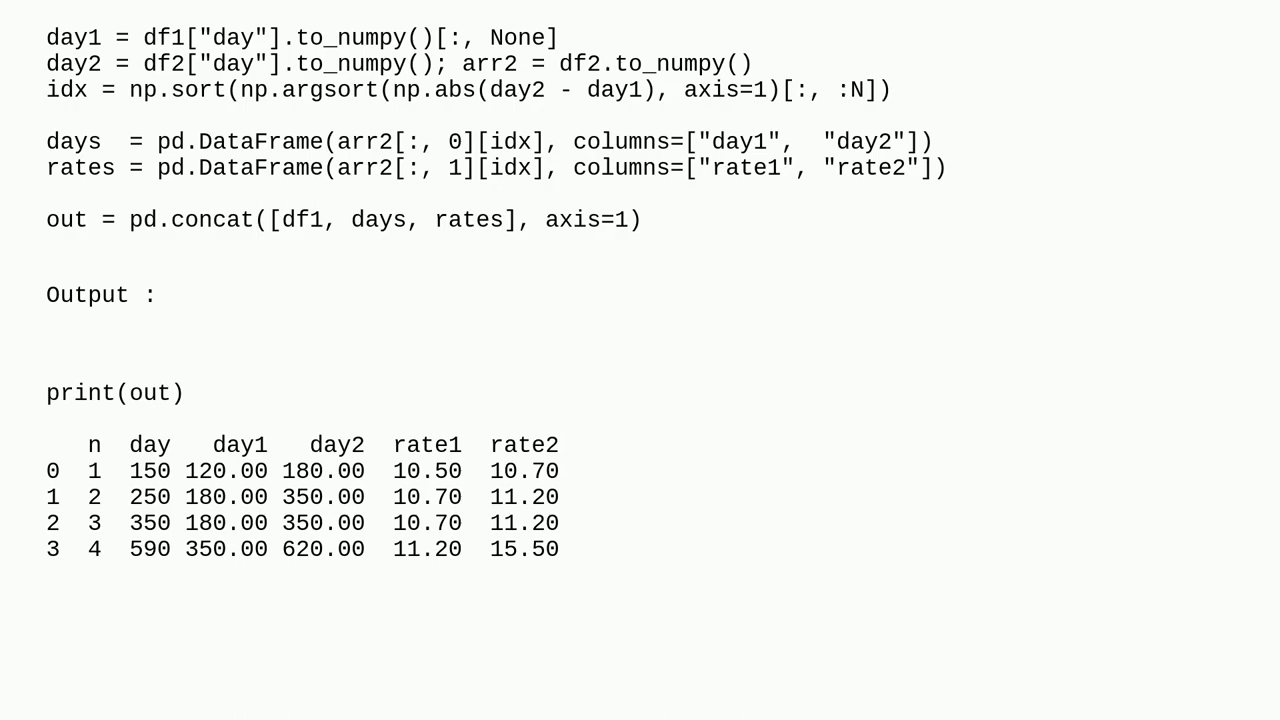 day1 = df1["day"].to_numpy()[:, None]
day2 = df2["day"].to_numpy(); arr2 = df2.to_numpy()
idx = np.sort(np.argsort(np.abs(day2 - day1), axis=1)[:, :N])

days  = pd.DataFrame(arr2[:, 0][idx], columns=["day1",  "day2"])
rates = pd.DataFrame(arr2[:, 1][idx], columns=["rate1", "rate2"])

out = pd.concat([df1, days, rates], axis=1)

Output :

print(out)

   n  day   day1   day2  rate1  rate2
0  1  150 120.00 180.00  10.50  10.70
1  2  250 180.00 350.00  10.70  11.20
2  3  350 180.00 350.00  10.70  11.20
3  4  590 350.00 620.00  11.20  15.50